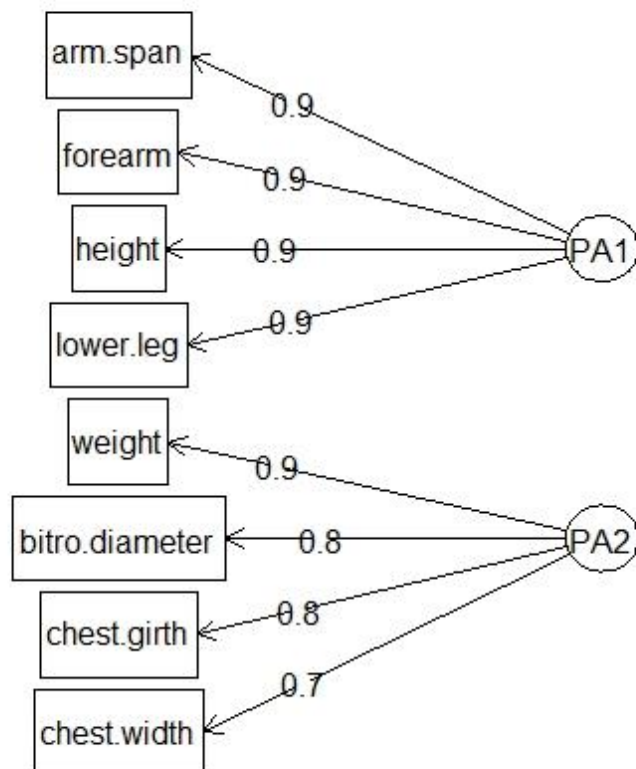 arm.span
0.9
forearm
0.9
height
0.9
PA1
lower.leg
0.9
weight
0.9
bitro.diameter
0.8
PA2
chest.girth
0.8
chest.width
0.7